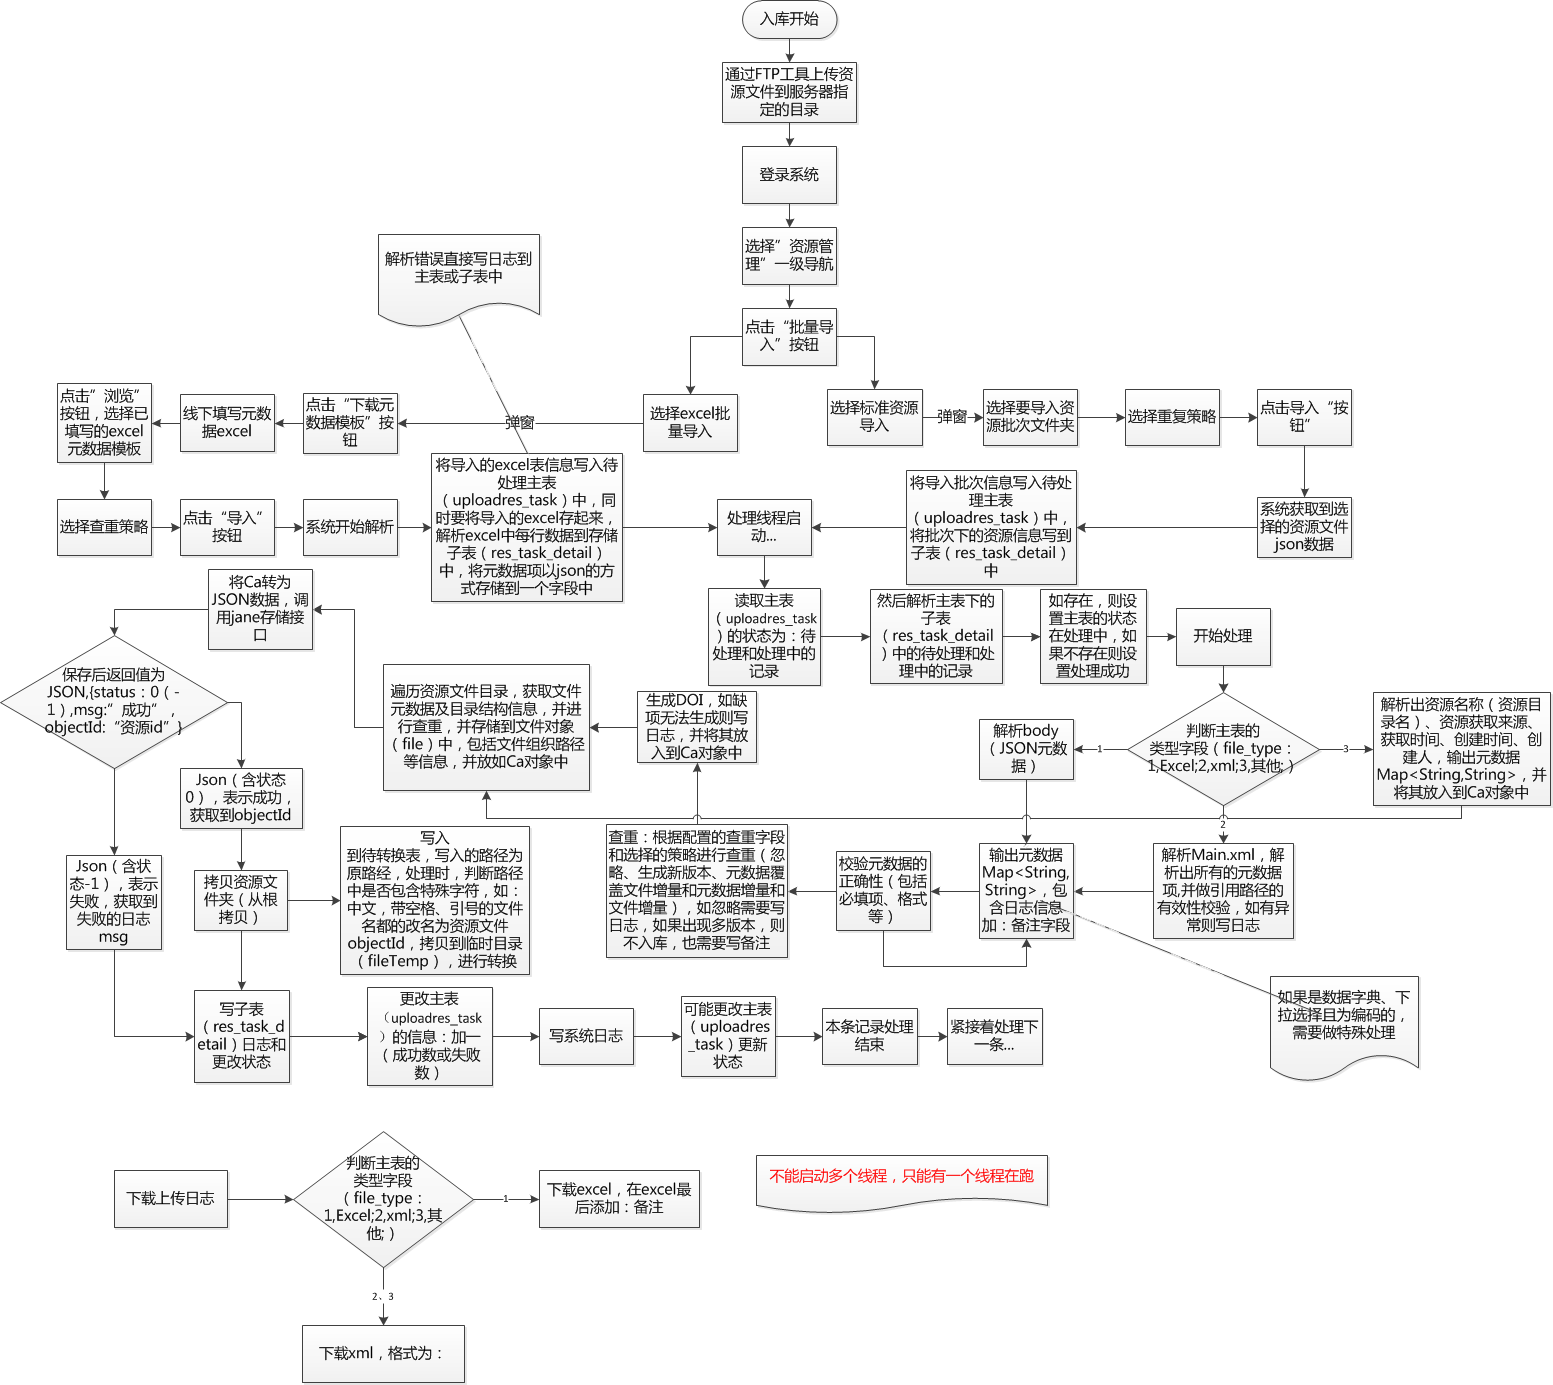 入库开始
通过FTP工具上传资
源文件到服务器指
定的目录
登录系统
选择”资源管
理”一级导航
点击“批量导
入”按钮
解析错误直接写日志到
主表或子表中
选择excel批
量导入
弹窗
点击“下载元
数据模板”按
钮
线下填写元数
据excel
点击”浏览”
按钮，选择已
填写的excel
元数据模板
选择查重策略
点击“导入”
按钮
系统开始解析
将导入的excel表信息写入待
处理主表
（uploadres_task）中，同
时要将导入的excel存起来，
解析excel中每行数据到存储
子表（res_task_detail）
中，将元数据项以json的方
式存储到一个字段中
选择标准资源
导入
弹窗
选择要导入资
源批次文件夹
选择重复策略
点击导入“按
钮”
系统获取到选
择的资源文件
json数据
将导入批次信息写入待处
理主表
（uploadres_task）中，
将批次下的资源信息写到
子表（res_task_detail）
中
处理线程启
动...
读取主表
（uploadres_task
）的状态为：待
处理和处理中的
记录
然后解析主表下的
子表
（res_task_detail
）中的待处理和处
理中的记录
如存在，则设
置主表的状态
在处理中，如
果不存在则设
置处理成功
开始处理
判断主表的
类型字段（file_type：
1,Excel;2,xml;3,其他;）
1
2
3
解析body
（JSON元数
据）
解析出资源名称（资源目
录名）、资源获取来源、
获取时间、创建时间、创
建人，输出元数据
Map<String,String>，并
将其放入到Ca对象中
解析Main.xml，解
析出所有的元数据
项,并做引用路径的
有效性校验，如有异
常则写日志
输出元数据
Map<String,
String>，包
含日志信息
加：备注字段
如果是数据字典、下
拉选择且为编码的，
需要做特殊处理
校验元数据的
正确性（包括
必填项、格式
等）
查重：根据配置的查重字段
和选择的策略进行查重（忽
略、生成新版本、元数据覆
盖文件增量和元数据增量和
文件增量），如忽略需要写
日志，如果出现多版本，则
不入库，也需要写备注
生成DOI，如缺
项无法生成则写
日志，并将其放
入到Ca对象中
遍历资源文件目录，获取文件
元数据及目录结构信息，并进
行查重，并存储到文件对象
（file）中，包括文件组织路径
等信息，并放如Ca对象中
将Ca转为
JSON数据，调
用jane存储接
口
保存后返回值为
JSON,{status：0（-
1）,msg:”成功”，
objectId:“资源id”}
Json（含状态
0），表示成功，
获取到objectId
Json（含状
态-1），表示
失败，获取到
失败的日志
msg
拷贝资源文
件夹（从根
拷贝）
写入
到待转换表，写入的路径为
原路经，处理时，判断路径
中是否包含特殊字符，如：
中文，带空格、引号的文件
名都的改名为资源文件
objectId，拷贝到临时目录
（fileTemp），进行转换
写子表
（res_task_d
etail）日志和
更改状态
更改主表
（uploadres_task
）的信息：加一
（成功数或失败
数）
写系统日志
可能更改主表
（uploadres
_task）更新
状态
本条记录处理
结束
紧接着处理下
一条...
下载上传日志
判断主表的
类型字段
（file_type：
1,Excel;2,xml;3,其
他;）
1
下载excel，在excel最
后添加：备注
2、3
下载xml，格式为：
不能启动多个线程，只能有一个线程在跑